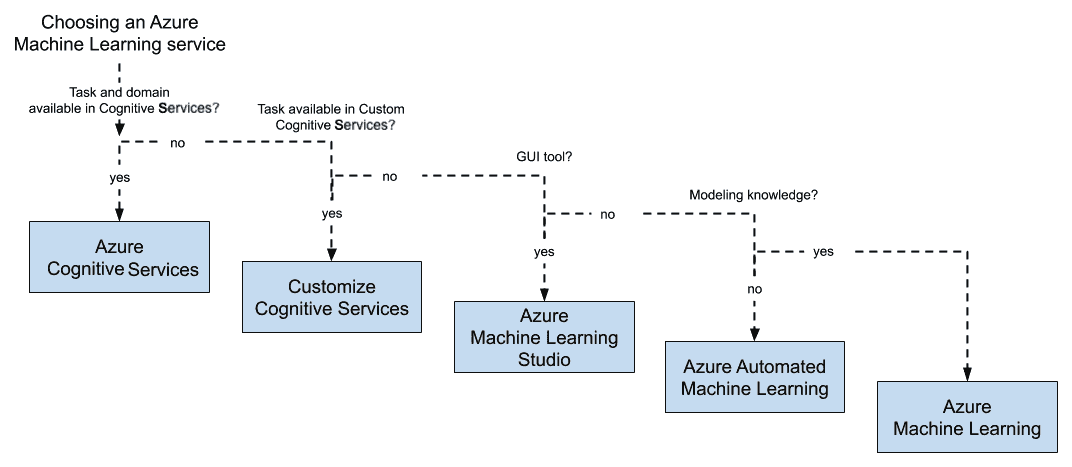 Choosing an Azure
Machine Learning service
Task and domain
available in Cognitive Services?
Task available in Custom
Cognitive Services?
no
yes
GUI tool?
no
yes
Modeling knowledge?
no
yes
yes
no
Azure
Cognitive Services
Customize
Cognitive Services
Azure
Machine Learning
Studio
Azure Automated
Machine Learning
Azure
Machine Learning